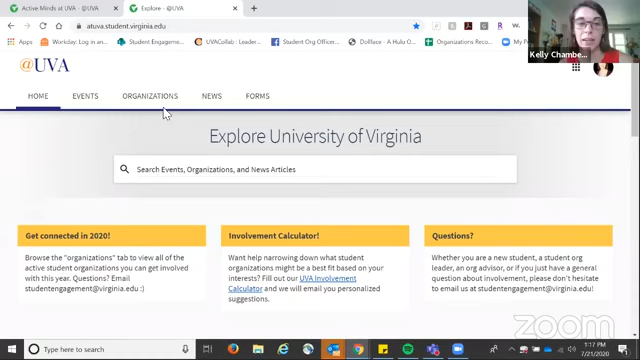 Active Minds at UVA - @UVA
Explore - @UVA
atuva.student.virginia.edu
Apps
Workday: Log in an...
Student Engagement...
UVACollab : Leader...
Student Org Officer...
Dollface - A Hulu O...
Organizations Reco...
My Pe
Kelly Chambe...
@UVA
HOME
EVENTS
ORGANIZATIONS
NEWS
FORMS
Explore University of Virginia
Search Events, Organizations, and News Articles
Get connected in 2020!
Browse the "organizations" tab to view all of
the active student organizations you can get involved
with this year. Questions? Email
studentengagement@virginia.edu :)
Involvement Calculator!
Want help narrowing down what student
organizations might be a best fit based on your
interests? Fill out our UVA Involvement
Calculator and we will email you personalized
suggestions.
Questions?
Whether you are a new student, a student org
leader, an org advisor, or if you just have a general
question about involvement, please don't hesitate
to email us at studentengagement@virginia.edu!
zoom
Type here to search
1:17 PM
7/21/2020